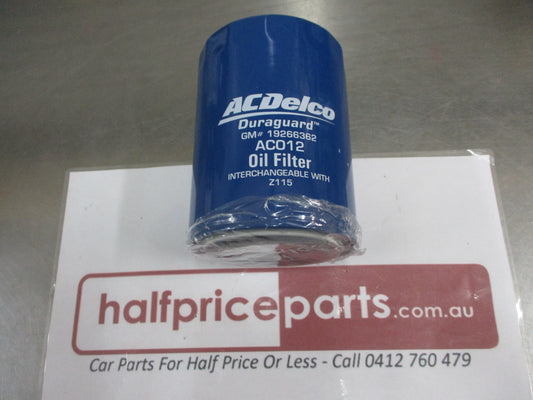 ACDelco
Duraguard™
GM# 19266362
ACO12
Oil Filter
INTERCHANGEABLE WITH
Z115
halfpriceparts.com.au
Car Parts For Half Price Or Less - Call 0412 760 479